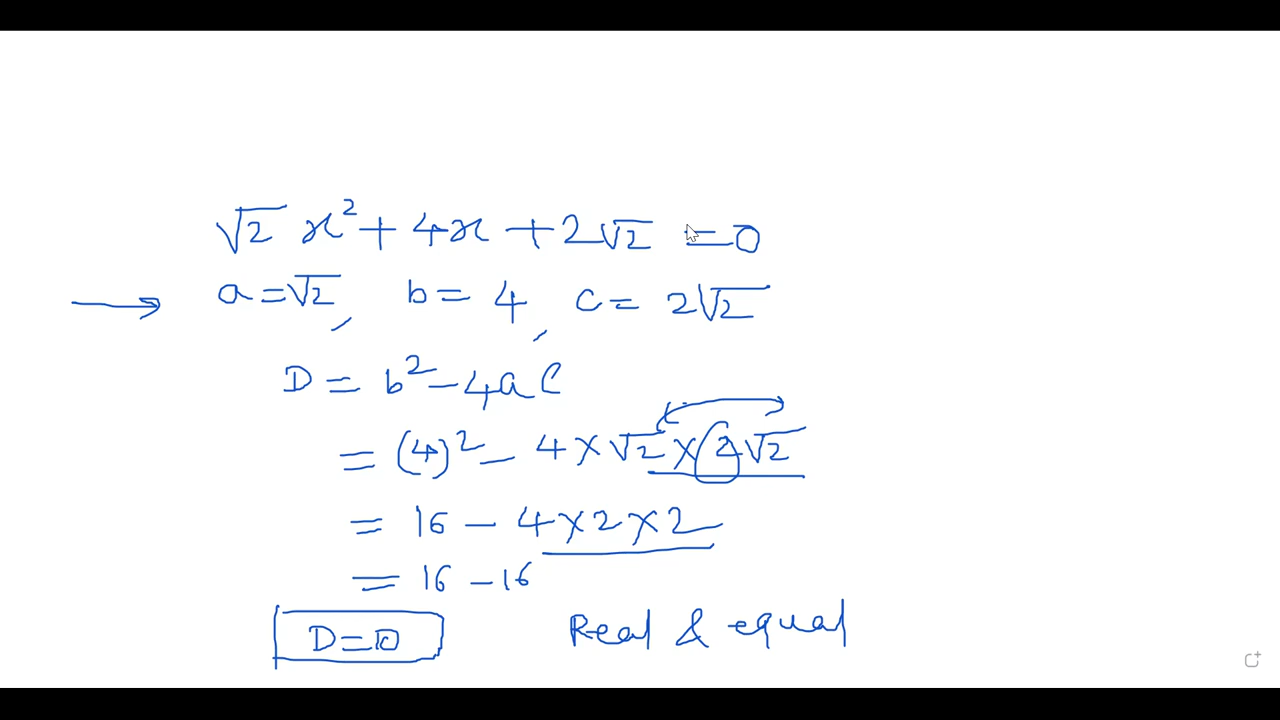 √2 x² + 4x + 2√2 = 0
→ a = √2, b = 4, c = 2√2
D = b² - 4ac
= (4)² - 4 × √2 × 2√2
= 16 - 4 × 2 × 2
= 16 - 16
D = 0 Real & equal